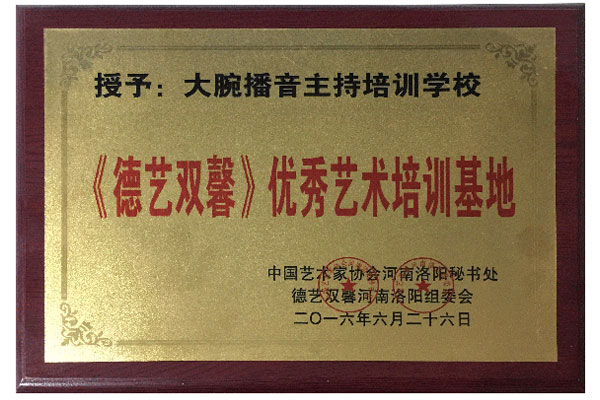 授予：大腕播音主持培训学校
《德艺双馨》优秀艺术培训基地
中国艺术家协会河南洛阳秘书处
德艺双馨河南洛阳组委会
二〇一六年六月二十六日